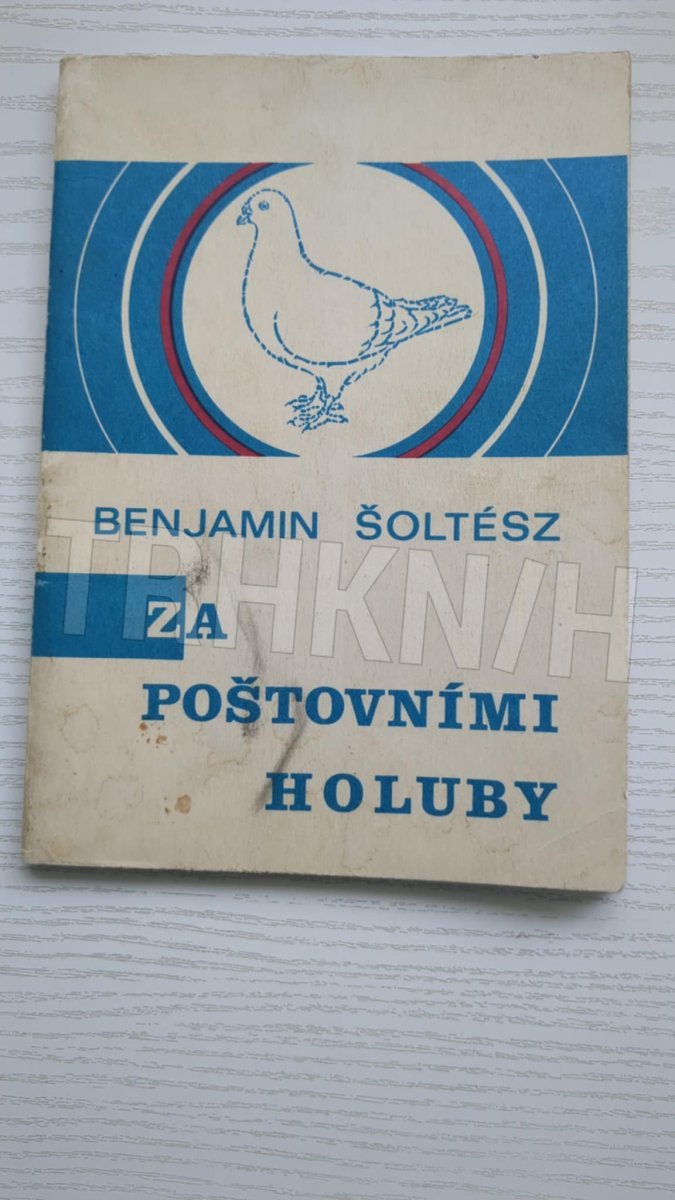 BENJAMIN ŠOLTÉSZ
TRHKNIH
ZA
POŠTOVNÍMI
HOLUBY